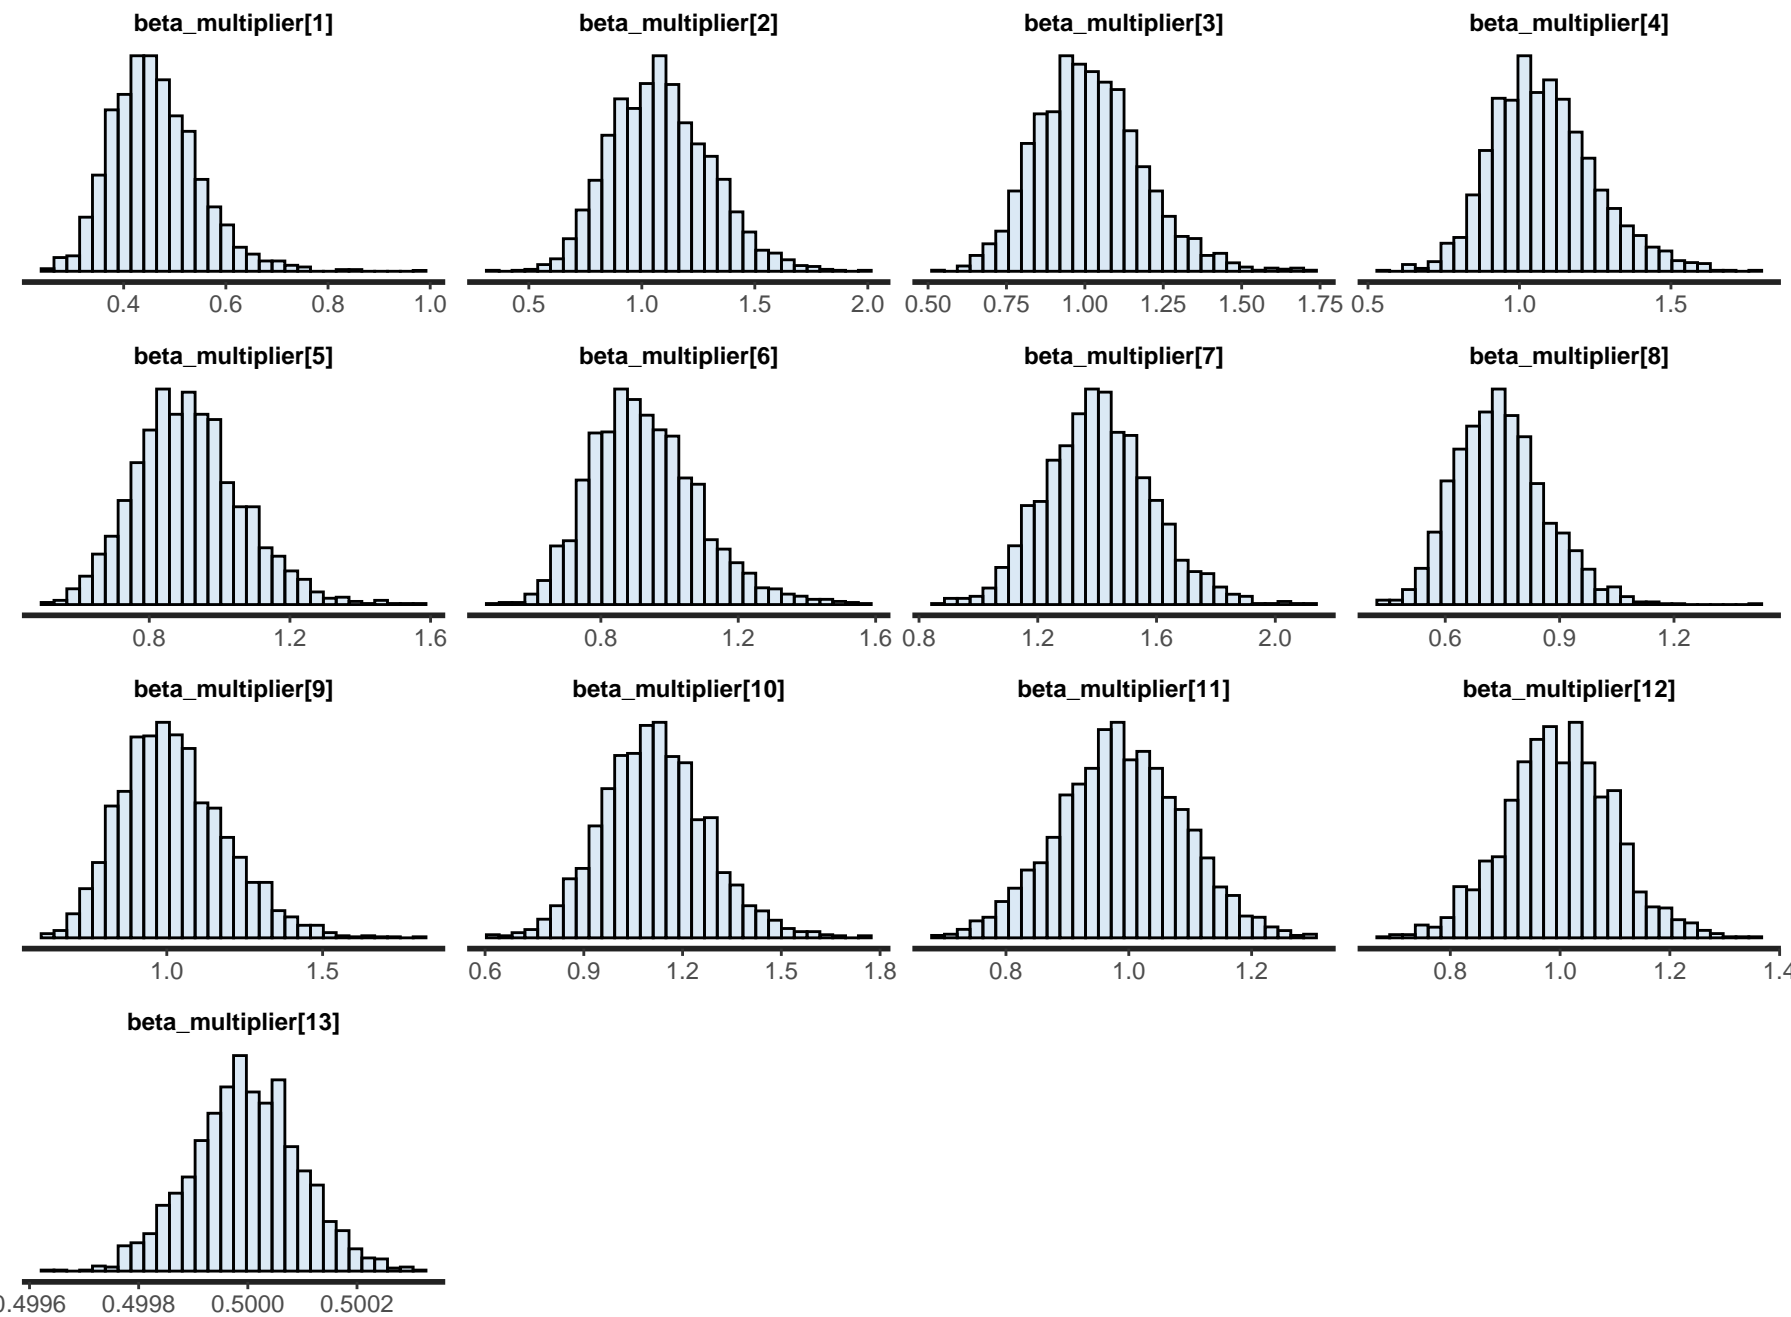 beta_multiplier[1] beta_multiplier[2] beta_multiplier[3] beta_multiplier[4]
0.4 0.6 0.8 1.0 0.5 1.0 1.5 2.0 0.50 0.75 1.00 1.25 1.50 1.75 0.5 1.0 1.5
beta_multiplier[5] beta_multiplier[6] beta_multiplier[7] beta_multiplier[8]
0.8 1.2 1.6 0.8 1.2 1.6 0.8 1.2 1.6 2.0 0.6 0.9 1.2
beta_multiplier[9] beta_multiplier[10] beta_multiplier[11] beta_multiplier[12]
1.0 1.5 0.6 0.9 1.2 1.5 1.8 0.8 1.0 1.2 0.8 1.0 1.2 1.4
beta_multiplier[13]
0.4996 0.4998 0.5000 0.5002